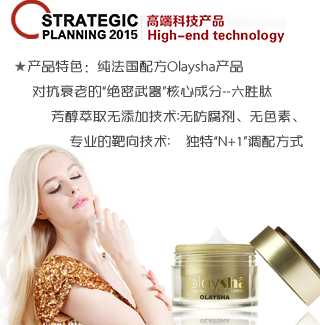 STRATEGIC
PLANNING 2015
高端科技产品
High-end technology
★产品特色：纯法国配方Olaysha产品
对抗衰老的"绝密武器"核心成分--六胜肽
芳醇萃取无添加技术:无防腐剂、无色素、
专业的靶向技术: 独特"N+1"调配方式
olaysha
OLAYSHA